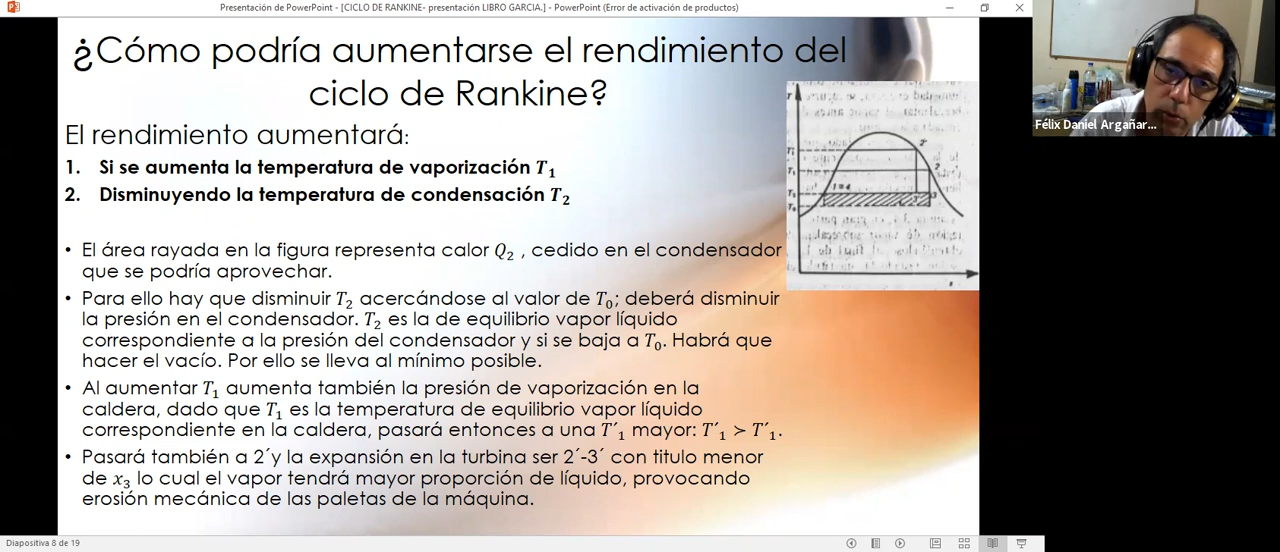 Presentación de PowerPoint - [CICLO DE RANKINE- presentación LIBRO GARCIA.] - PowerPoint (Error de activación de productos)
¿Cómo podría aumentarse el rendimiento del
ciclo de Rankine?
El rendimiento aumentará:
1. Si se aumenta la temperatura de vaporización T₁
2. Disminuyendo la temperatura de condensación T₂
• El área rayada en la figura representa calor Q₂ , cedido en el condensador
que se podría aprovechar.
• Para ello hay que disminuir T₂ acercándose al valor de T₀; deberá disminuir
la presión en el condensador. T₂ es la de equilibrio vapor líquido
correspondiente a la presión del condensador y si se baja a T₀. Habrá que
hacer el vacío. Por ello se lleva al mínimo posible.
• Al aumentar T₁ aumenta también la presión de vaporización en la
caldera, dado que T₁ es la temperatura de equilibrio vapor líquido
correspondiente en la caldera, pasará entonces a una T´₁ mayor: T´₁ > T´₁.
• Pasará también a 2´y la expansión en la turbina ser 2´-3´ con titulo menor
de x₃ lo cual el vapor tendrá mayor proporción de líquido, provocando
erosión mecánica de las paletas de la máquina.
Félix Daniel Argañar...
Diapositiva 8 de 19